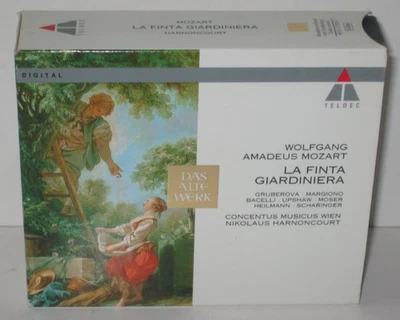 MOZART
LA FINTA GIARDINIERA
HARNONCOURT
TELDEC
DIGITAL
TELDEC
WOLFGANG
AMADEUS MOZART
LA FINTA
GIARDINIERA
GRUBEROVA · MARGIONO
BACELLI · UPSHAW · MOSER
HEILMANN · SCHARINGER
CONCENTUS MUSICUS WIEN
NIKOLAUS HARNONCOURT
DAS
ALTE
WERK